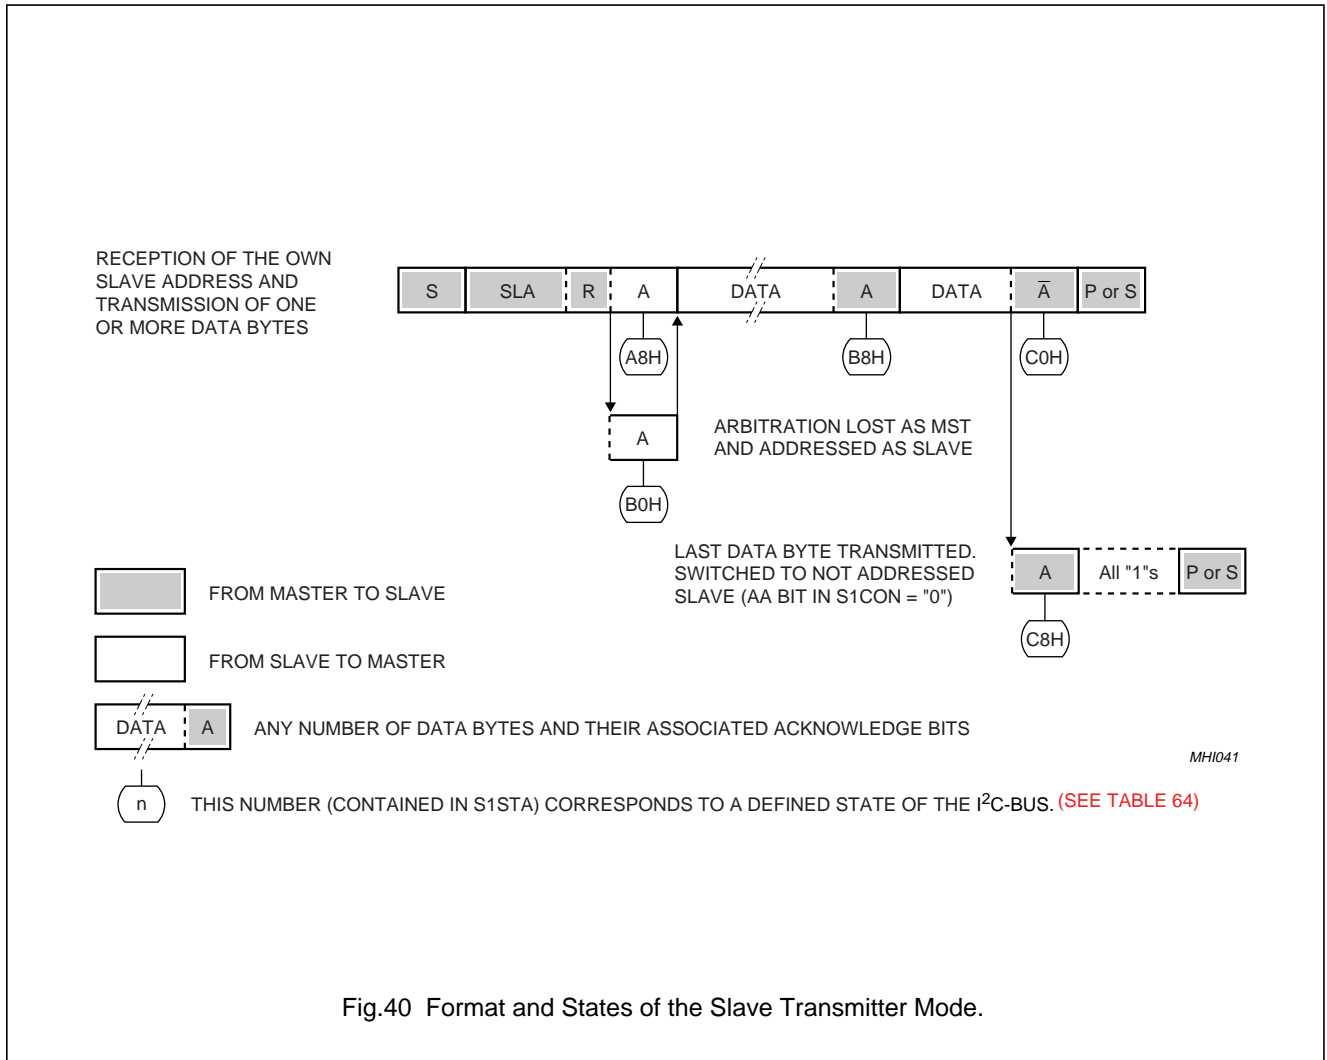 RECEPTION OF THE OWN
SLAVE ADDRESS AND
TRANSMISSION OF ONE
OR MORE DATA BYTES
S SLA R A DATA A DATA A̅ P or S
A8H B8H C0H
A
ARBITRATION LOST AS MST
AND ADDRESSED AS SLAVE
B0H
LAST DATA BYTE TRANSMITTED.
SWITCHED TO NOT ADDRESSED
SLAVE (AA BIT IN S1CON = "0")
A All "1"s P or S
C8H
FROM MASTER TO SLAVE
FROM SLAVE TO MASTER
DATA A ANY NUMBER OF DATA BYTES AND THEIR ASSOCIATED ACKNOWLEDGE BITS
MHI041
n THIS NUMBER (CONTAINED IN S1STA) CORRESPONDS TO A DEFINED STATE OF THE I²C-BUS. (SEE TABLE 64)
Fig.40 Format and States of the Slave Transmitter Mode.